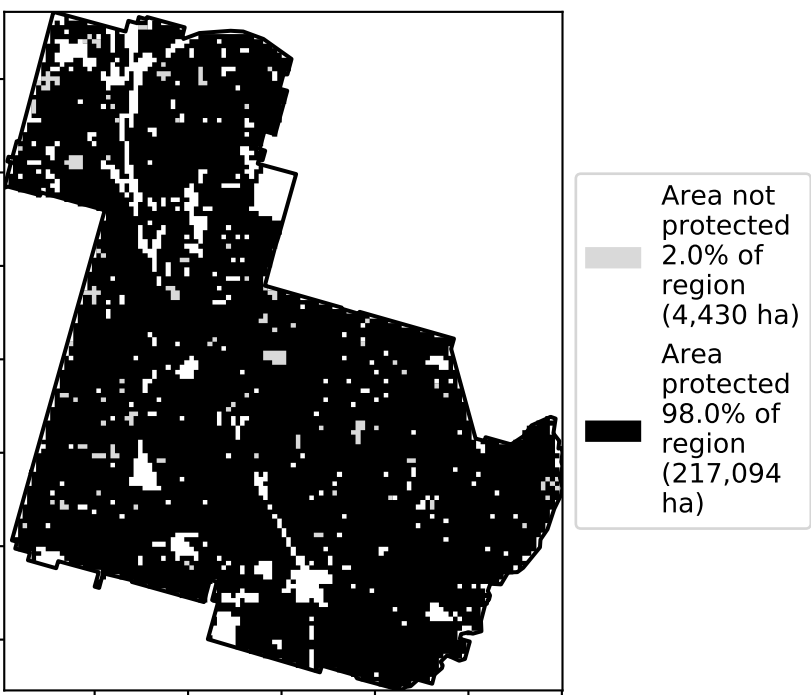 Area not
protected
2.0% of
region
(4,430 ha)
Area
protected
98.0% of
region
(217,094
ha)